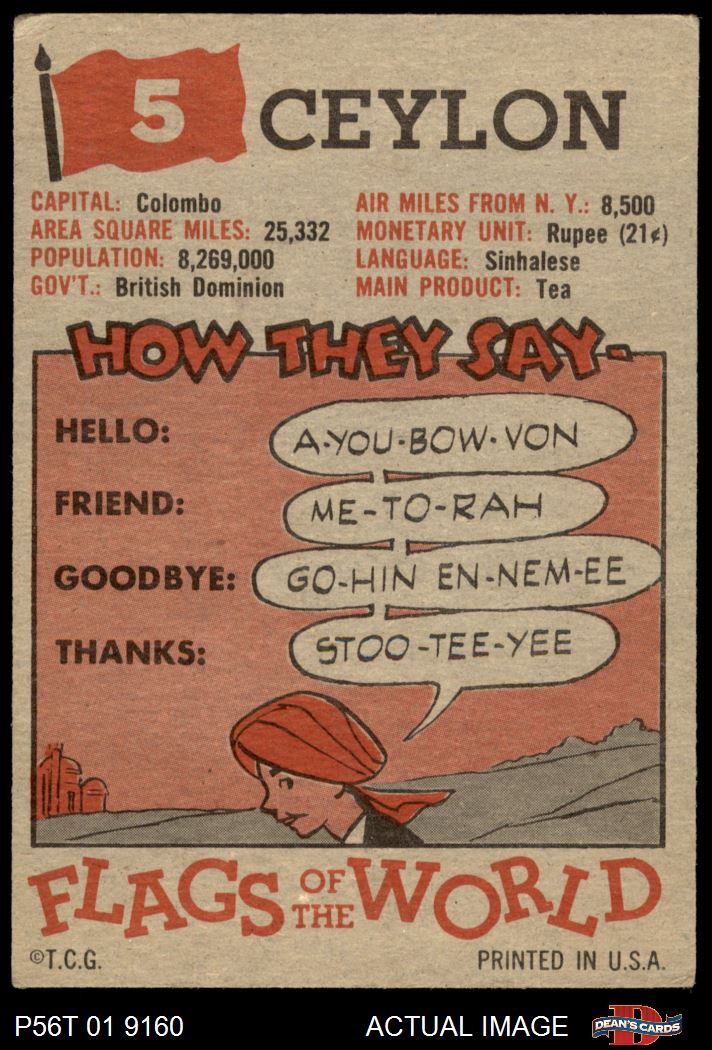 5 CEYLON
CAPITAL: Colombo
AREA SQUARE MILES: 25,332
POPULATION: 8,269,000
GOV'T.: British Dominion
AIR MILES FROM N. Y.: 8,500
MONETARY UNIT: Rupee (21¢)
LANGUAGE: Sinhalese
MAIN PRODUCT: Tea
HOW THEY SAY-
HELLO: A-YOU-BOW-VON
FRIEND: ME-TO-RAH
GOODBYE: GO-HIN EN-NEM-EE
THANKS: STOO-TEE-YEE
FLAGS OF THE WORLD
©T.C.G. PRINTED IN U.S.A.
P56T 01 9160 ACTUAL IMAGE D DEAN'S CARDS